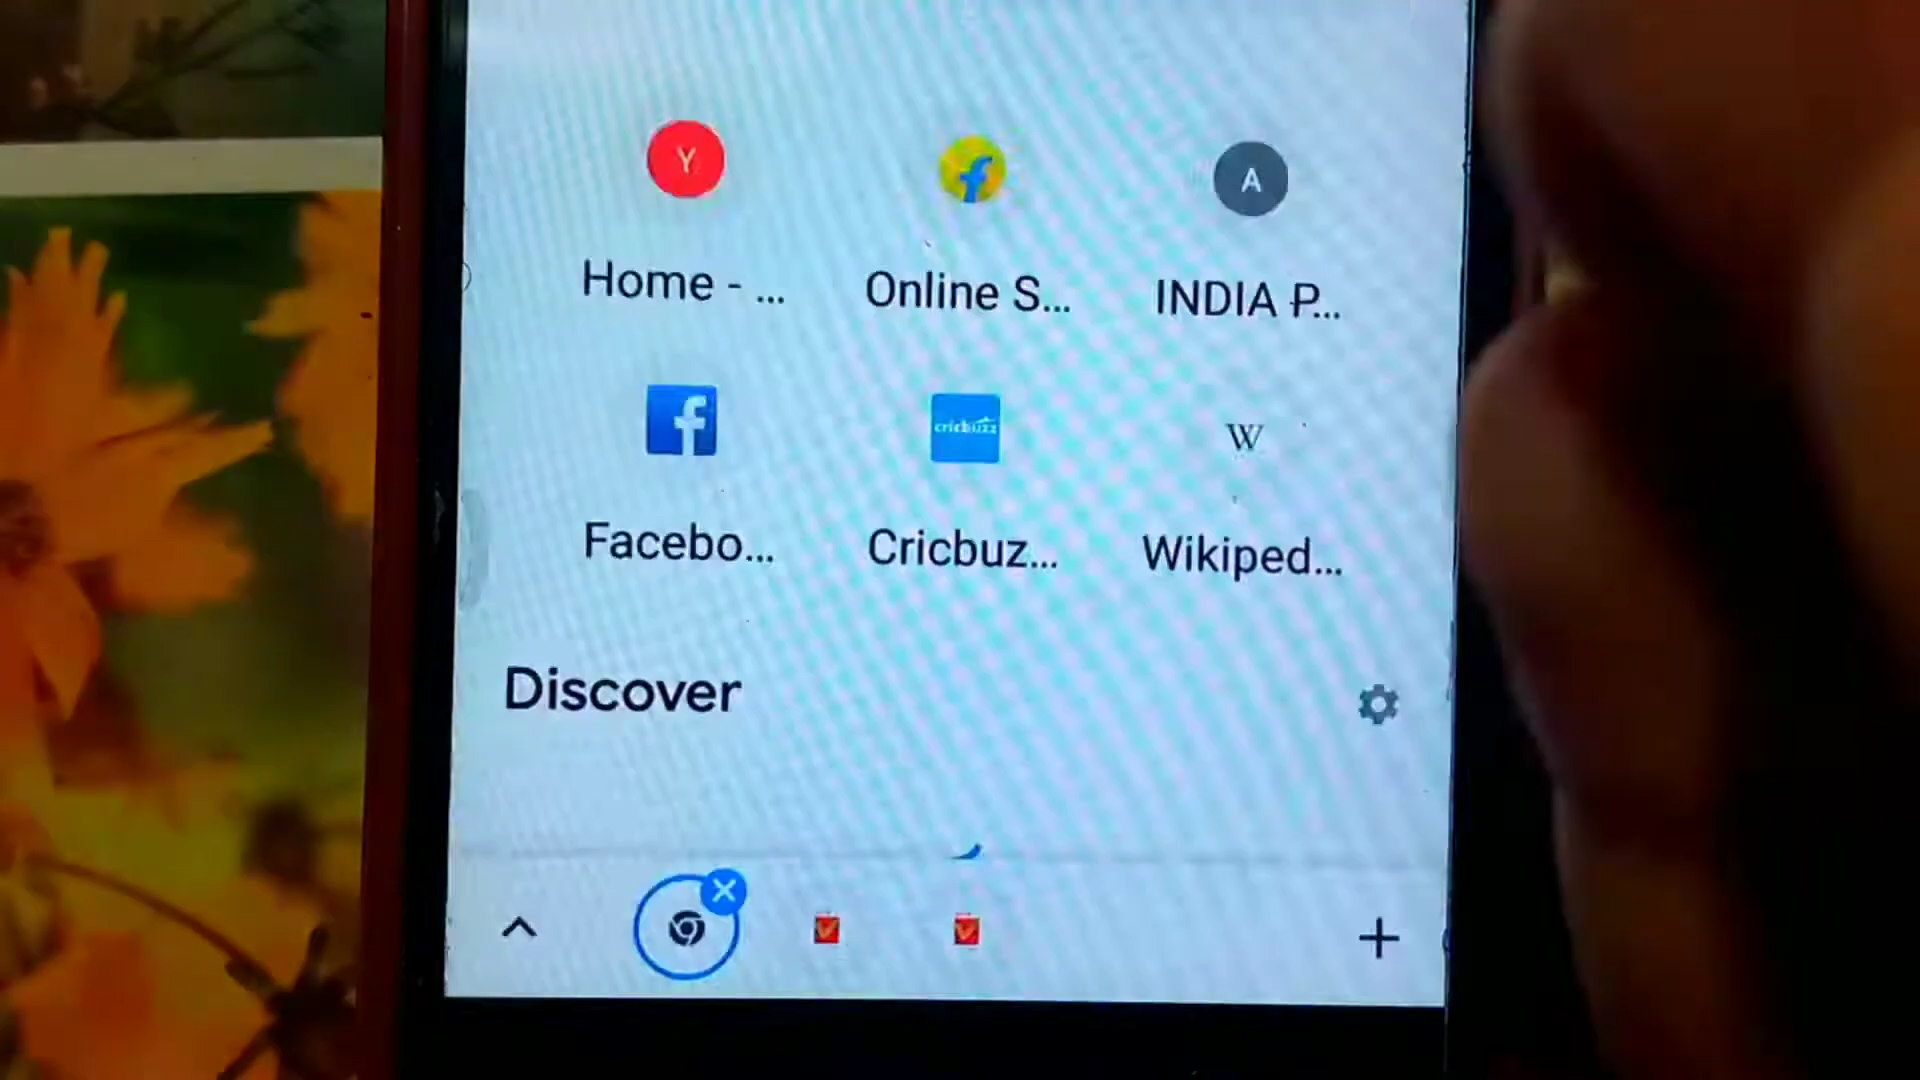 Y
f
A
Home - ...
Online S...
INDIA P...
f
cricbuzz
W
Facebo...
Cricbuz...
Wikiped...
Discover